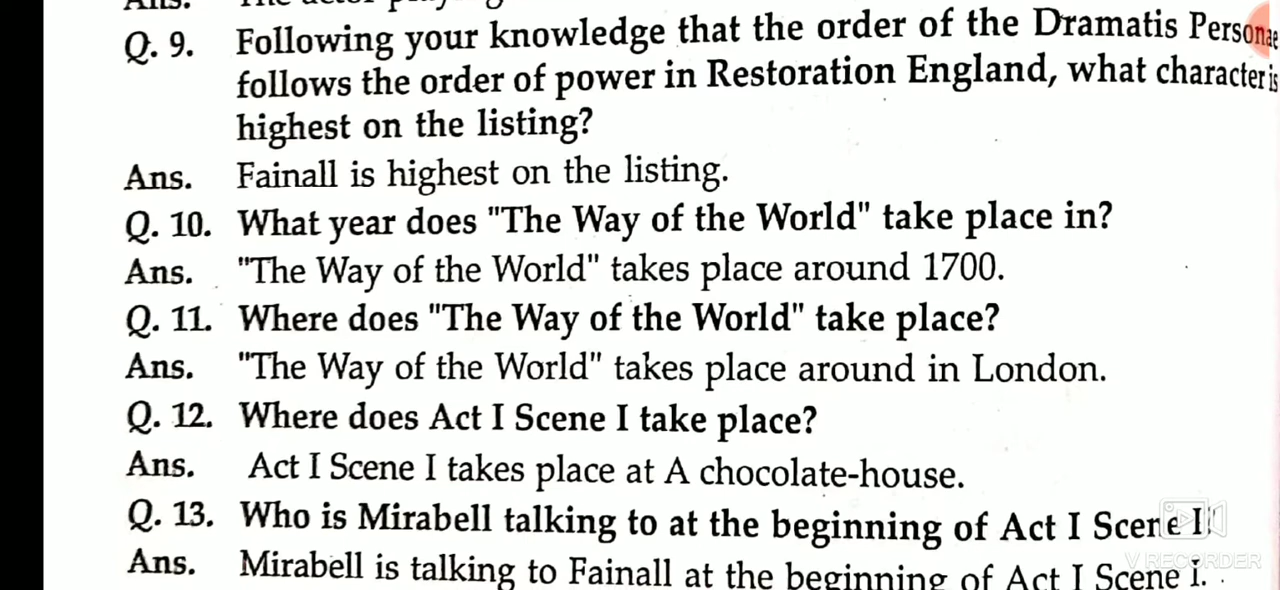 Ans. The actor playing
Q. 9. Following your knowledge that the order of the Dramatis Personae
follows the order of power in Restoration England, what character is
highest on the listing?
Ans. Fainall is highest on the listing.
Q. 10. What year does "The Way of the World" take place in?
Ans. "The Way of the World" takes place around 1700.
Q. 11. Where does "The Way of the World" take place?
Ans. "The Way of the World" takes place around in London.
Q. 12. Where does Act I Scene I take place?
Ans. Act I Scene I takes place at A chocolate-house.
Q. 13. Who is Mirabell talking to at the beginning of Act I Scene I?
Ans. Mirabell is talking to Fainall at the beginning of Act I Scene I.
V RECORDER